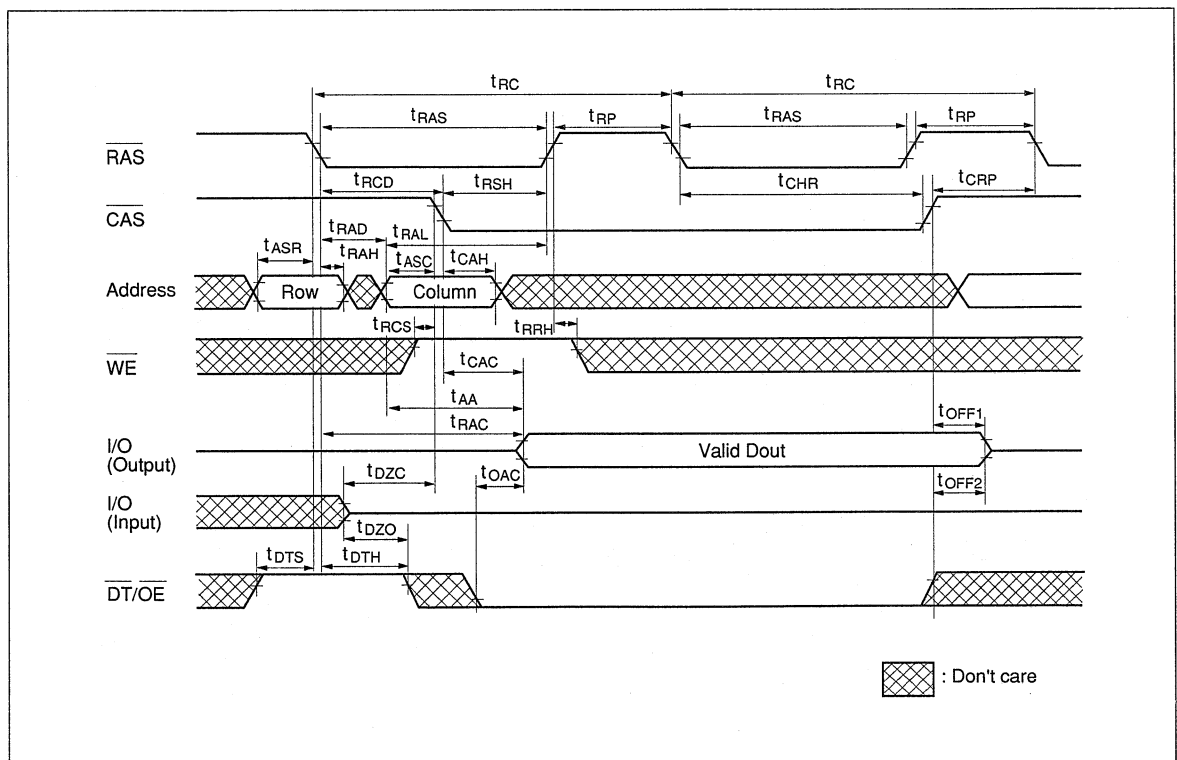 tRC tRC
tRAS tRP tRAS tRP
RAS
tRCD tRSH tCHR tCRP
CAS
tRAD tRAL
tASR tRAH tASC tCAH
Address Row Column
tRCS tRRH
WE
tCAC
tAA
tRAC tOFF1
I/O
(Output) Valid Dout
tDZC tOAC tOFF2
I/O
(Input)
tDZO
tDTS tDTH
DT/OE
: Don't care